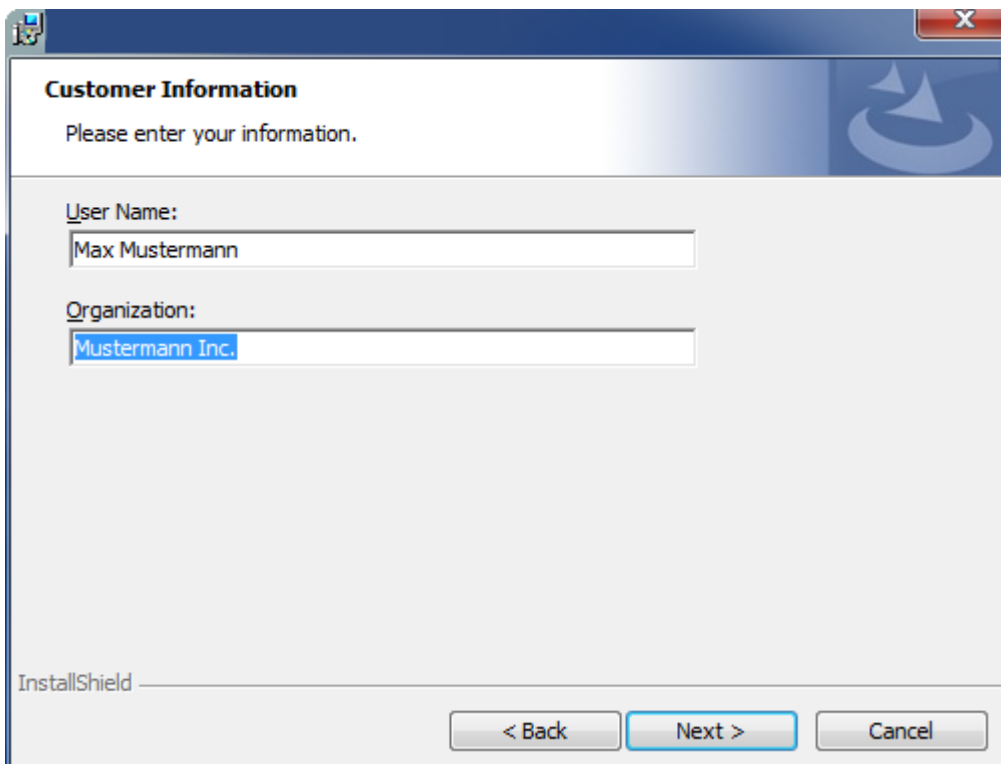 Customer Information
Please enter your information.
User Name:
Max Mustermann
Organization:
Mustermann Inc.
InstallShield
< Back
Next >
Cancel